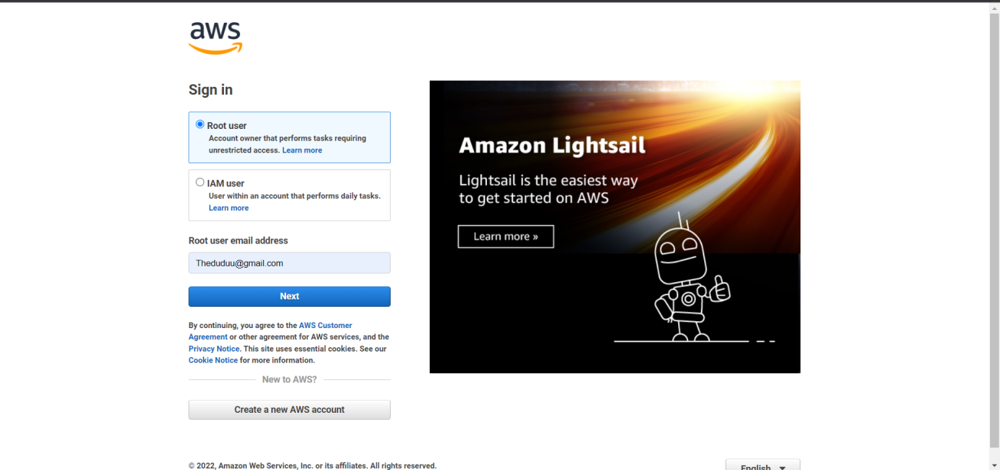 aws
Sign in
Root user
Account owner that performs tasks requiring
unrestricted access. Learn more
IAM user
User within an account that performs daily tasks.
Learn more
Root user email address
Theduduu@gmail.com
Next
By continuing, you agree to the AWS Customer
Agreement or other agreement for AWS services, and the
Privacy Notice. This site uses essential cookies. See our
Cookie Notice for more information.
New to AWS?
Create a new AWS account
Amazon Lightsail
Lightsail is the easiest way
to get started on AWS
Learn more »
© 2022, Amazon Web Services, Inc. or its affiliates. All rights reserved.
English